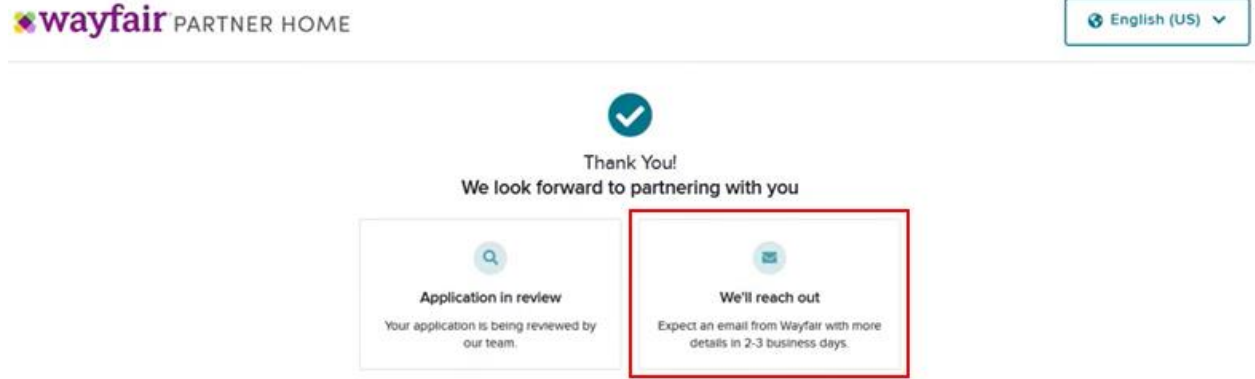 wayfair PARTNER HOME
English (US)
Thank You!
We look forward to partnering with you
Application in review
Your application is being reviewed by
our team.
We'll reach out
Expect an email from Wayfair with more
details in 2-3 business days.